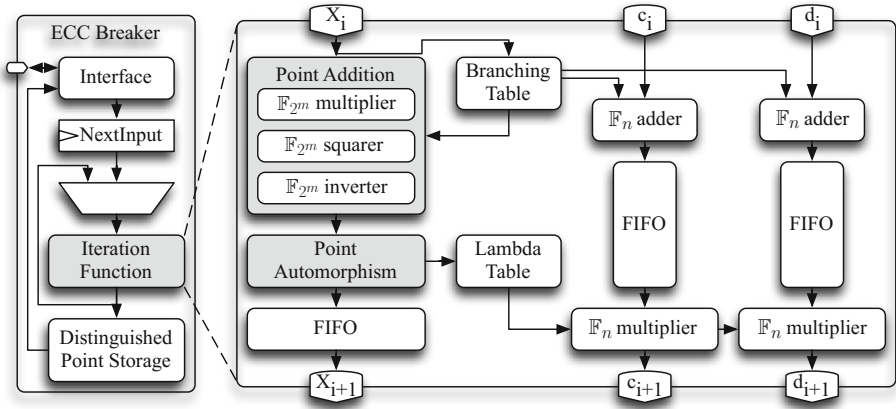 ECC Breaker
Interface
NextInput
Iteration
Function
Distinguished
Point Storage
X_i
c_i
d_i
Point Addition
𝔽_{2^m} multiplier
𝔽_{2^m} squarer
𝔽_{2^m} inverter
Branching
Table
𝔽_n adder
𝔽_n adder
FIFO
FIFO
Point
Automorphism
Lambda
Table
FIFO
𝔽_n multiplier
𝔽_n multiplier
X_{i+1}
c_{i+1}
d_{i+1}